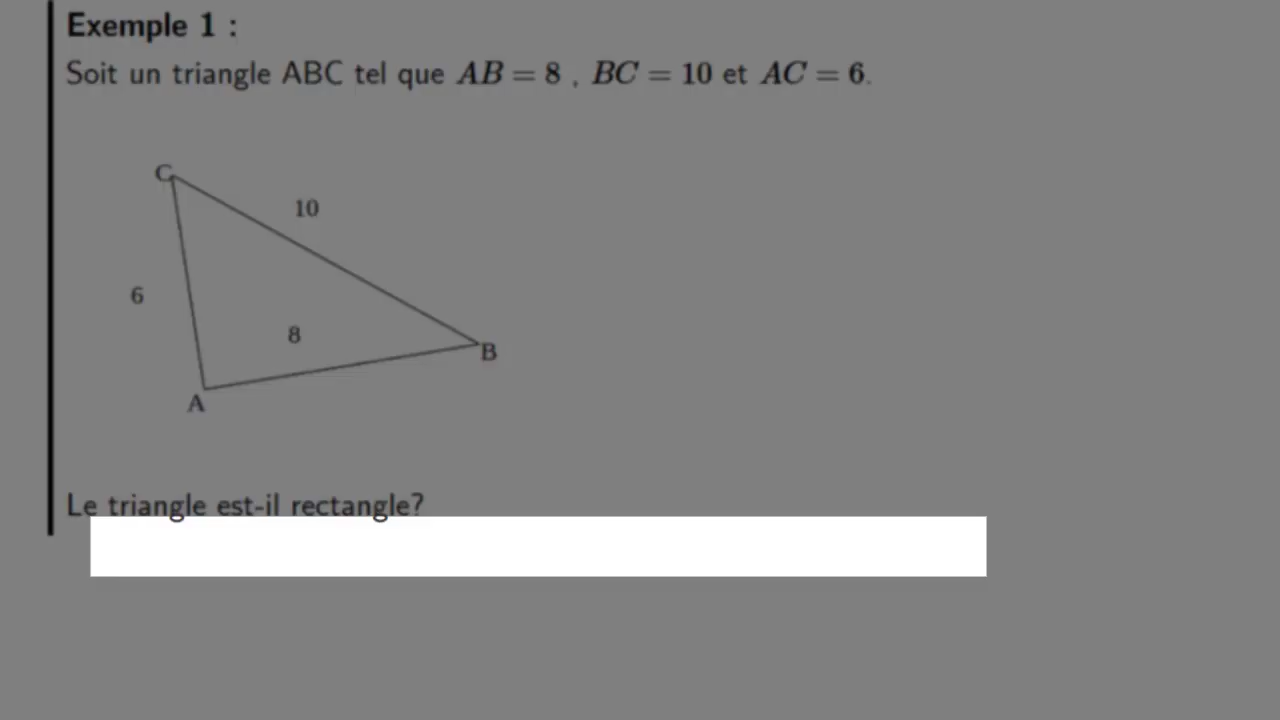 Exemple 1 :
Soit un triangle ABC tel que AB = 8 , BC = 10 et AC = 6.
C
10
6
8
B
A
Le triangle est-il rectangle?